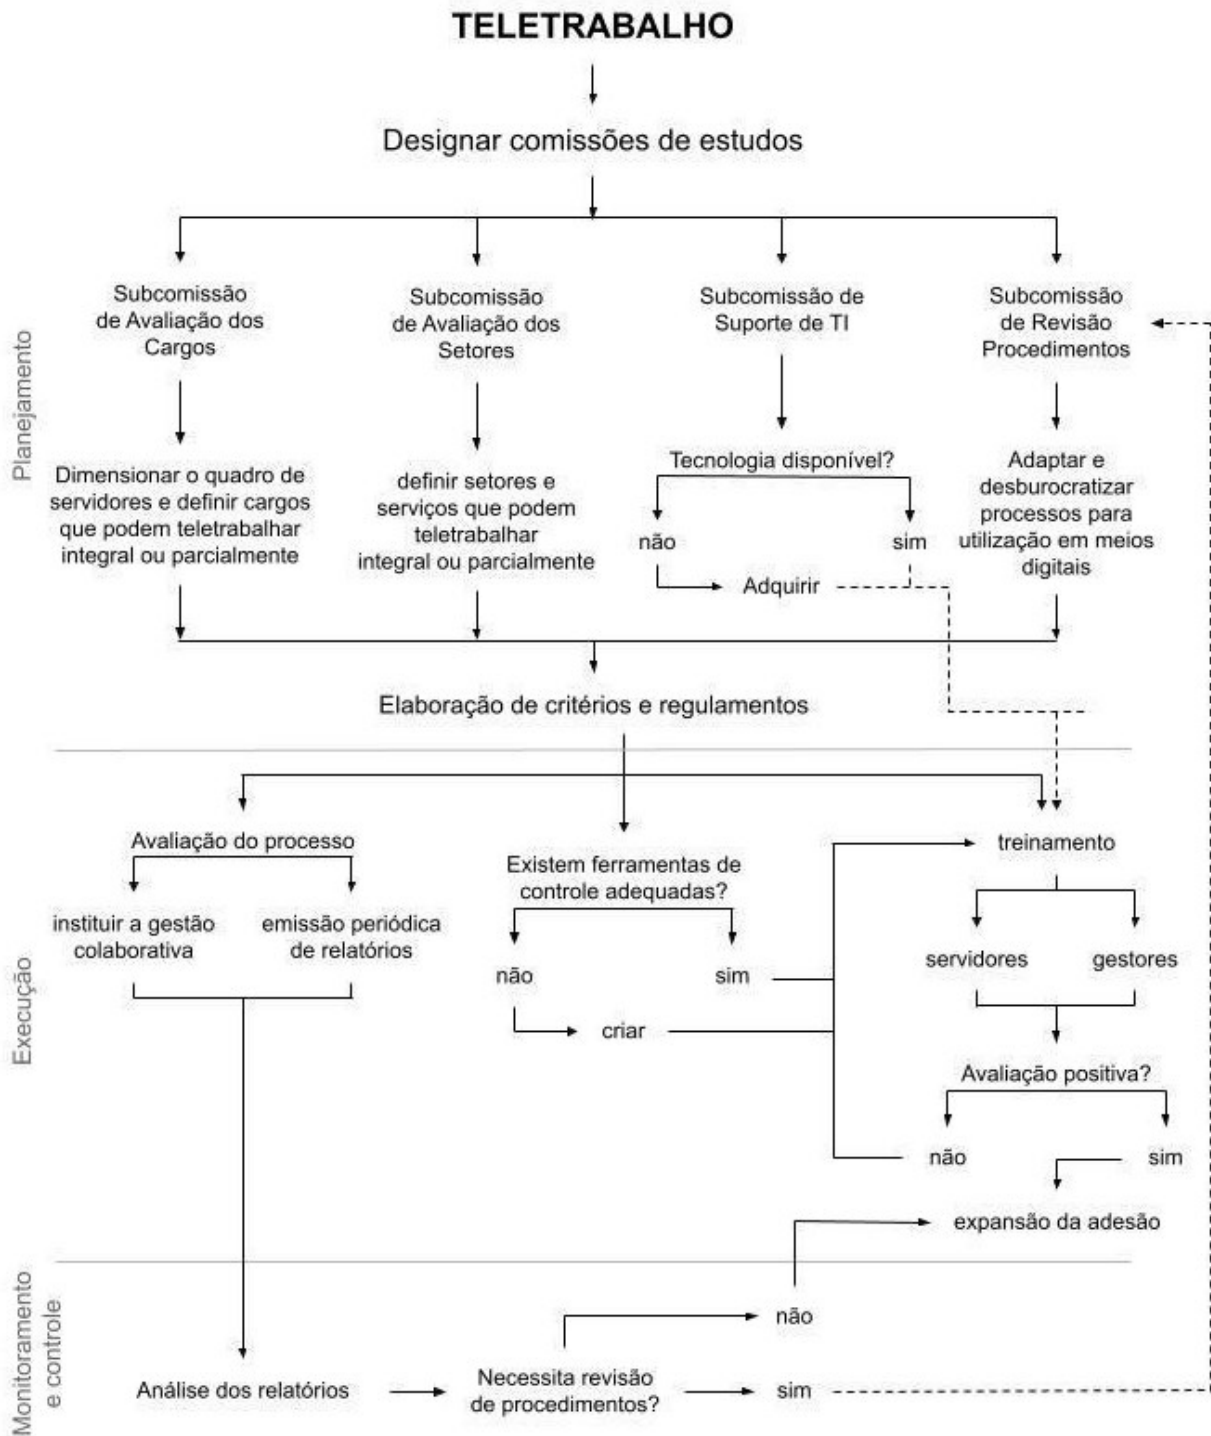 TELETRABALHO
Designar comissões de estudos
Subcomissão
de Avaliação dos
Cargos
Subcomissão
de Avaliação dos
Setores
Subcomissão de
Suporte de TI
Subcomissão
de Revisão
Procedimentos
Planejamento
Dimensionar o quadro de
servidores e definir cargos
que podem teletrabalhar
integral ou parcialmente
definir setores e
serviços que podem
teletrabalhar
integral ou parcialmente
Tecnologia disponível?
não
sim
Adquirir
Adaptar e
desburocratizar
processos para
utilização em meios
digitais
Elaboração de critérios e regulamentos
Execução
Avaliação do processo
instituir a gestão
colaborativa
emissão periódica
de relatórios
Existem ferramentas de
controle adequadas?
não
sim
criar
treinamento
servidores
gestores
Avaliação positiva?
não
sim
expansão da adesão
Monitoramento
e controle
Análise dos relatórios
Necessita revisão
de procedimentos?
não
sim